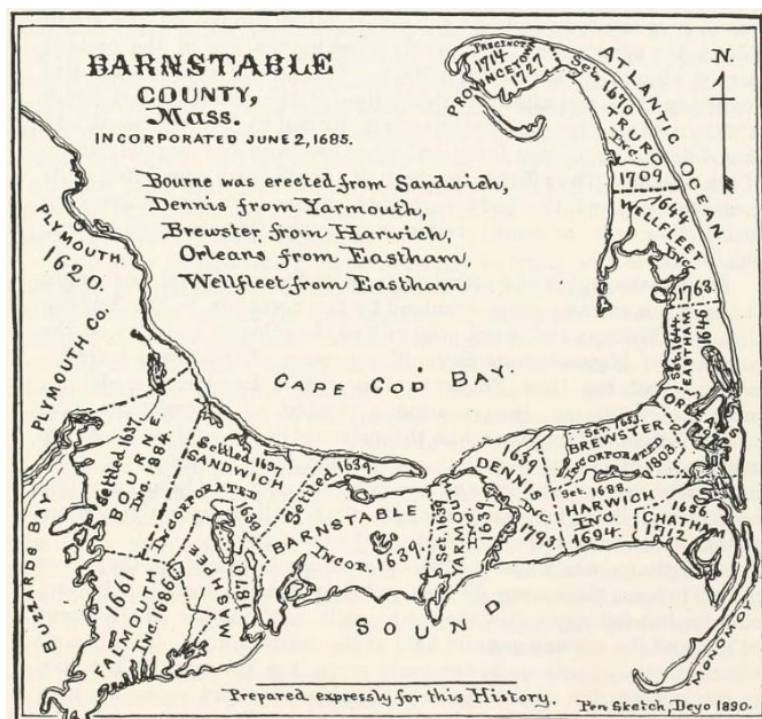 BARNSTABLE
COUNTY,
Mass.
INCORPORATED JUNE 2, 1685.
Bourne was erected from Sandwich,
Dennis from Yarmouth,
Brewster from Harwich,
Orleans from Eastham,
Wellfleet from Eastham
N.
ATLANTIC OCEAN
PRECINCT
1714
PROVINCETOWN
1727
Set. 1670
TRURO
INC.
1709
1644
WELLFLEET
INC.
1763
Set. 1644
EASTHAM
1646
ORLEANS
PLYMOUTH.
1620.
PLYMOUTH Co.
CAPE COD BAY.
BUZZARDS BAY
Settled 1637
BOURNE
Inc. 1884.
Settled 1637
SANDWICH
INCORPORATED
1639
1661
FALMOUTH
Inc. 1686
MASHPEE
1870.
Settled 1639.
BARNSTABLE
INCOR. 1639.
Set. 1639
YARMOUTH
Inc.
1639.
1639
DENNIS
Inc.
1793.
BREWSTER
INCORPORATED
1803
Set. 1688.
HARWICH
INC.
1694.
1656.
CHATHAM
1712
SOUND
MONOMOY
Prepared expressly for this History.
Pen Sketch, Deyo 1890.